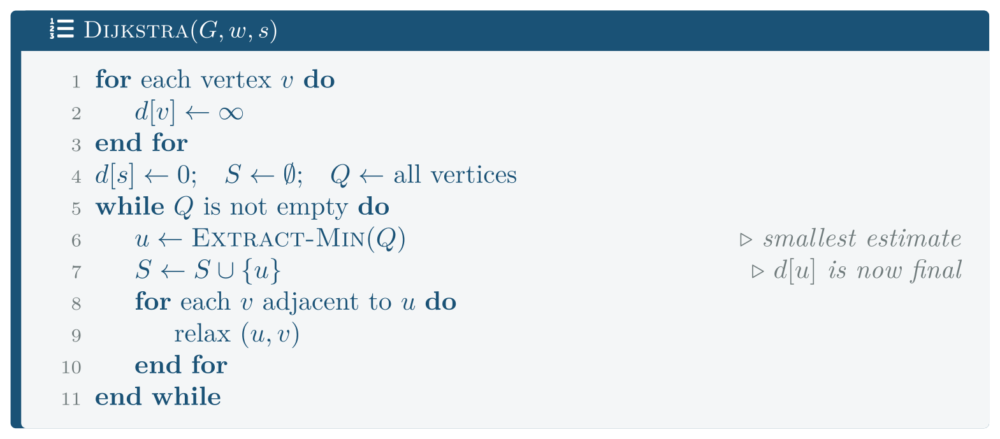 DIJKSTRA(G, w, s)
1 for each vertex v do
2 d[v] ← ∞
3 end for
4 d[s] ← 0; S ← ∅; Q ← all vertices
5 while Q is not empty do
6 u ← EXTRACT-MIN(Q) ▷ smallest estimate
7 S ← S ∪ {u} ▷ d[u] is now final
8 for each v adjacent to u do
9 relax (u, v)
10 end for
11 end while